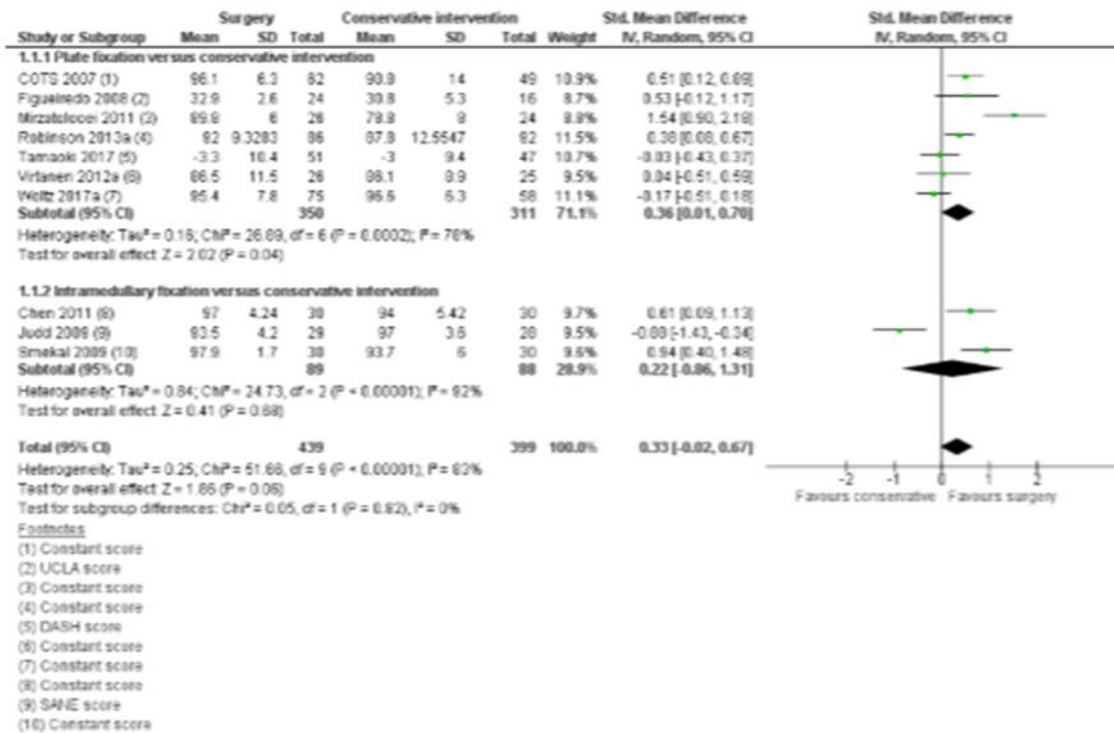 Surgery Conservative intervention Std. Mean Difference Std. Mean Difference
Study or Subgroup Mean SD Total Mean SD Total Weight IV, Random, 95% CI IV, Random, 95% CI
1.1.1 Plate fixation versus conservative intervention
COTS 2007 (1) 96.1 6.3 62 90.8 14 49 10.9% 0.51 [0.12, 0.89]
Figueiredo 2008 (2) 32.9 2.6 24 30.8 5.3 16 8.7% 0.53 [-0.12, 1.17]
Mirzatolooei 2011 (3) 89.8 6 26 78.8 8 24 8.8% 1.54 [0.90, 2.18]
Robinson 2013a (4) 92 9.3283 86 87.8 12.5547 92 11.5% 0.38 [0.08, 0.67]
Tamaoki 2017 (5) -3.3 10.4 51 -3 9.4 47 10.7% -0.03 [-0.43, 0.37]
Virtanen 2012a (6) 86.5 11.5 26 86.1 8.9 25 9.5% 0.04 [-0.51, 0.59]
Woltz 2017a (7) 95.4 7.8 75 96.6 6.3 58 11.1% -0.17 [-0.51, 0.18]
Subtotal (95% CI) 350 311 71.1% 0.36 [0.01, 0.70]
Heterogeneity: Tau² = 0.16; Chi² = 26.89, df = 6 (P = 0.0002); I² = 78%
Test for overall effect: Z = 2.02 (P = 0.04)
1.1.2 Intramedullary fixation versus conservative intervention
Chen 2011 (8) 97 4.24 30 94 5.42 30 9.7% 0.61 [0.09, 1.13]
Judd 2009 (9) 93.5 4.2 29 97 3.6 28 9.5% -0.88 [-1.43, -0.34]
Smekal 2009 (10) 97.9 1.7 30 93.7 6 30 9.6% 0.94 [0.40, 1.48]
Subtotal (95% CI) 89 88 28.9% 0.22 [-0.86, 1.31]
Heterogeneity: Tau² = 0.84; Chi² = 24.73, df = 2 (P < 0.00001); I² = 92%
Test for overall effect: Z = 0.41 (P = 0.68)
Total (95% CI) 439 399 100.0% 0.33 [-0.02, 0.67]
Heterogeneity: Tau² = 0.25; Chi² = 51.66, df = 9 (P < 0.00001); I² = 83%
Test for overall effect: Z = 1.86 (P = 0.06)
Test for subgroup differences: Chi² = 0.05, df = 1 (P = 0.82), I² = 0%
-2 -1 0 1 2
Favours conservative Favours surgery
Footnotes
(1) Constant score
(2) UCLA score
(3) Constant score
(4) Constant score
(5) DASH score
(6) Constant score
(7) Constant score
(8) Constant score
(9) SANE score
(10) Constant score